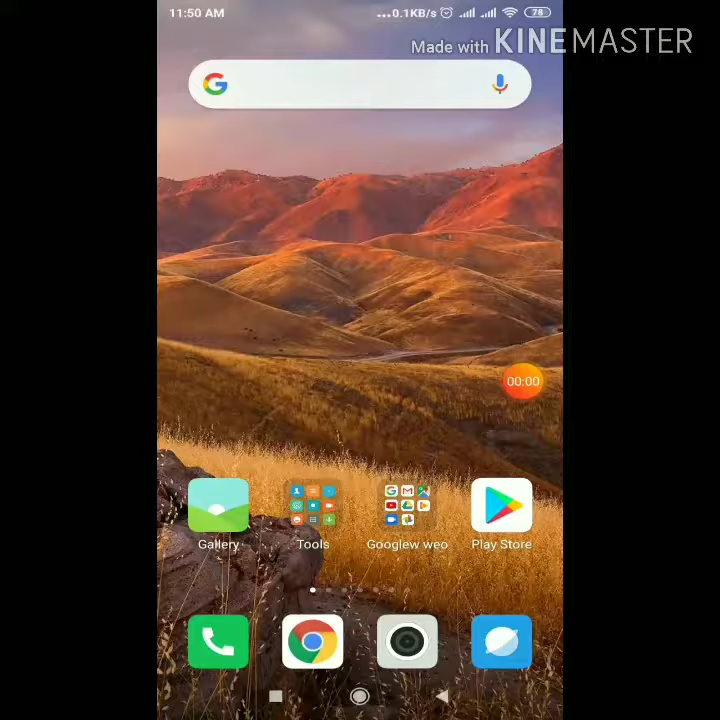 11:50 AM ...0.1KB/s 78
Made with KINEMASTER
G
00:00
Gallery Tools Googlew weo Play Store